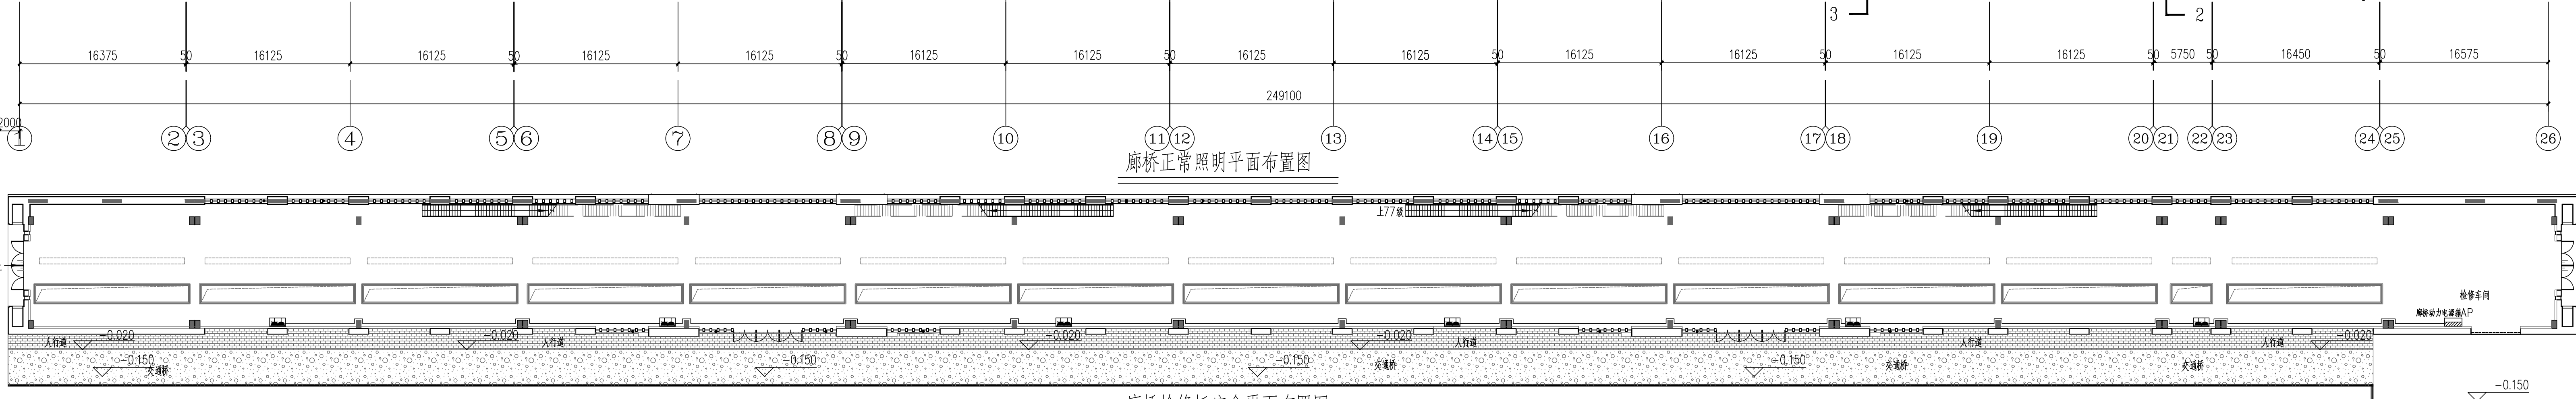 3 2
16375 50 16125 16125 50 16125 16125 50 16125 16125 50 16125 16125 50 16125 16125 50 16125 16125 50 5750 50 16450 50 16575
249100
2000
1 2 3 4 5 6 7 8 9 10 11 12 13 14 15 16 17 18 19 20 21 22 23 24 25 26
廊桥正常照明平面布置图
上77级
检修车间
廊桥动力电源箱AP
-0.020 -0.020 -0.020 -0.020 -0.020
人行道 人行道 人行道 人行道 人行道
-0.150 -0.150 -0.150 -0.150
交通桥 交通桥 交通桥 交通桥
-0.150